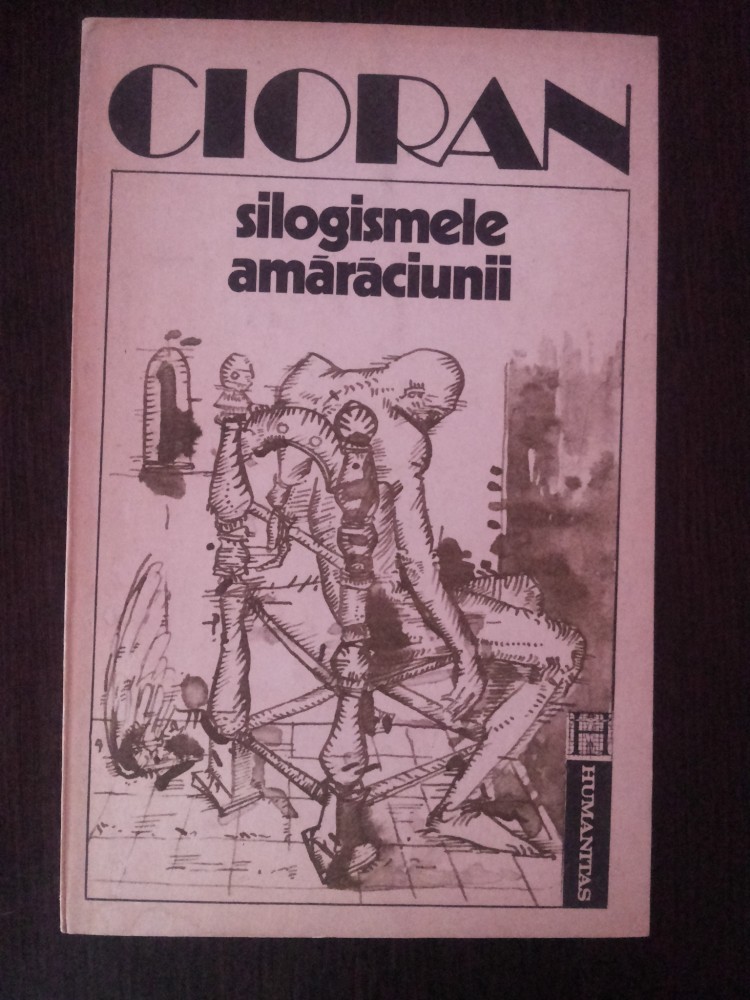 CIORAN
silogismele
amărăciunii
H
HUMANITAS